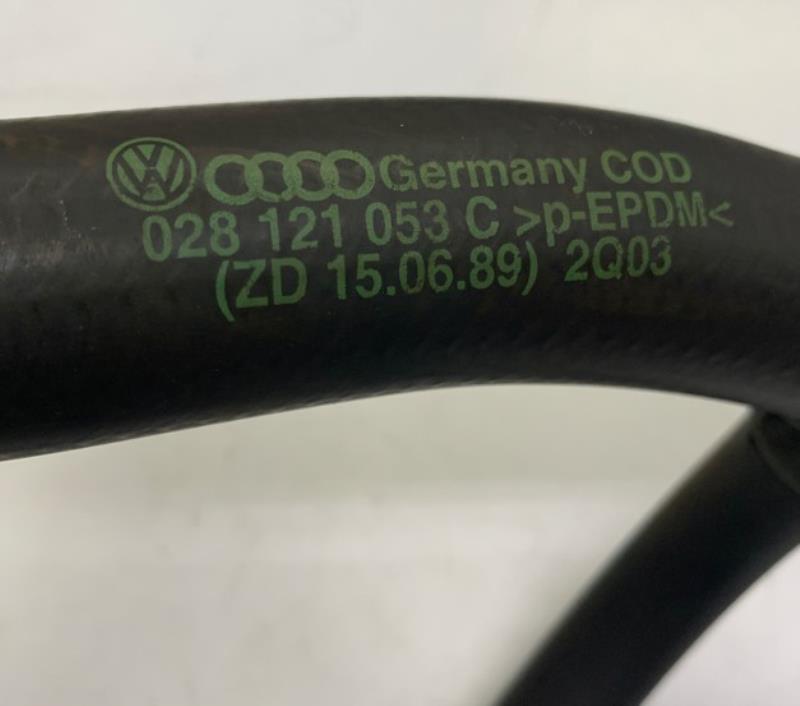 Germany COD
028 121 053 C >p-EPDM<
(ZD 15.06.89) 2Q03